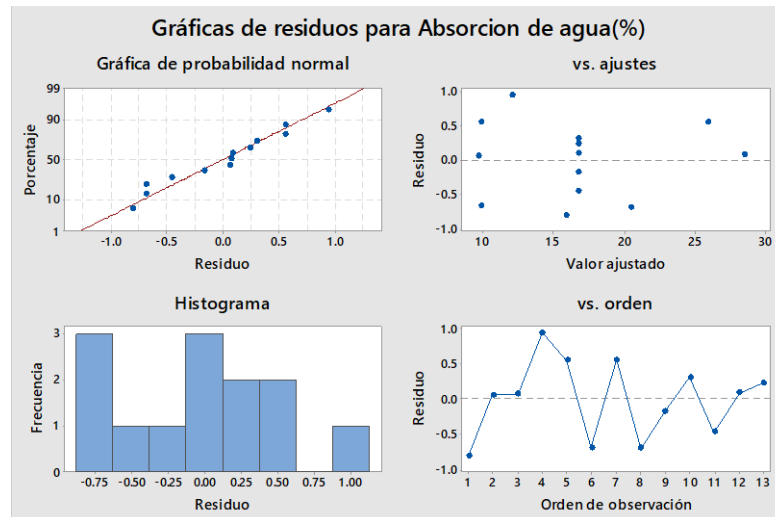 Gráficas de residuos para Absorcion de agua(%)
Gráfica de probabilidad normal
99
90
50
10
1
Porcentaje
-1.0 -0.5 0.0 0.5 1.0
Residuo
vs. ajustes
1.0
0.5
0.0
-0.5
-1.0
Residuo
10 15 20 25 30
Valor ajustado
Histograma
3
2
1
0
Frecuencia
-0.75 -0.50 -0.25 0.00 0.25 0.50 0.75 1.00
Residuo
vs. orden
1.0
0.5
0.0
-0.5
-1.0
Residuo
1 2 3 4 5 6 7 8 9 10 11 12 13
Orden de observación